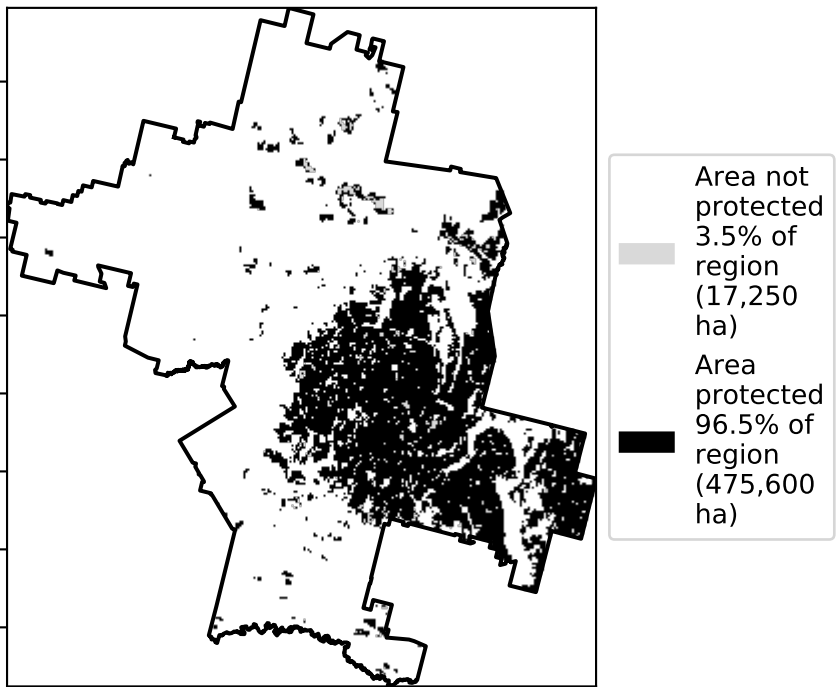 Area not
protected
3.5% of
region
(17,250
ha)
Area
protected
96.5% of
region
(475,600
ha)